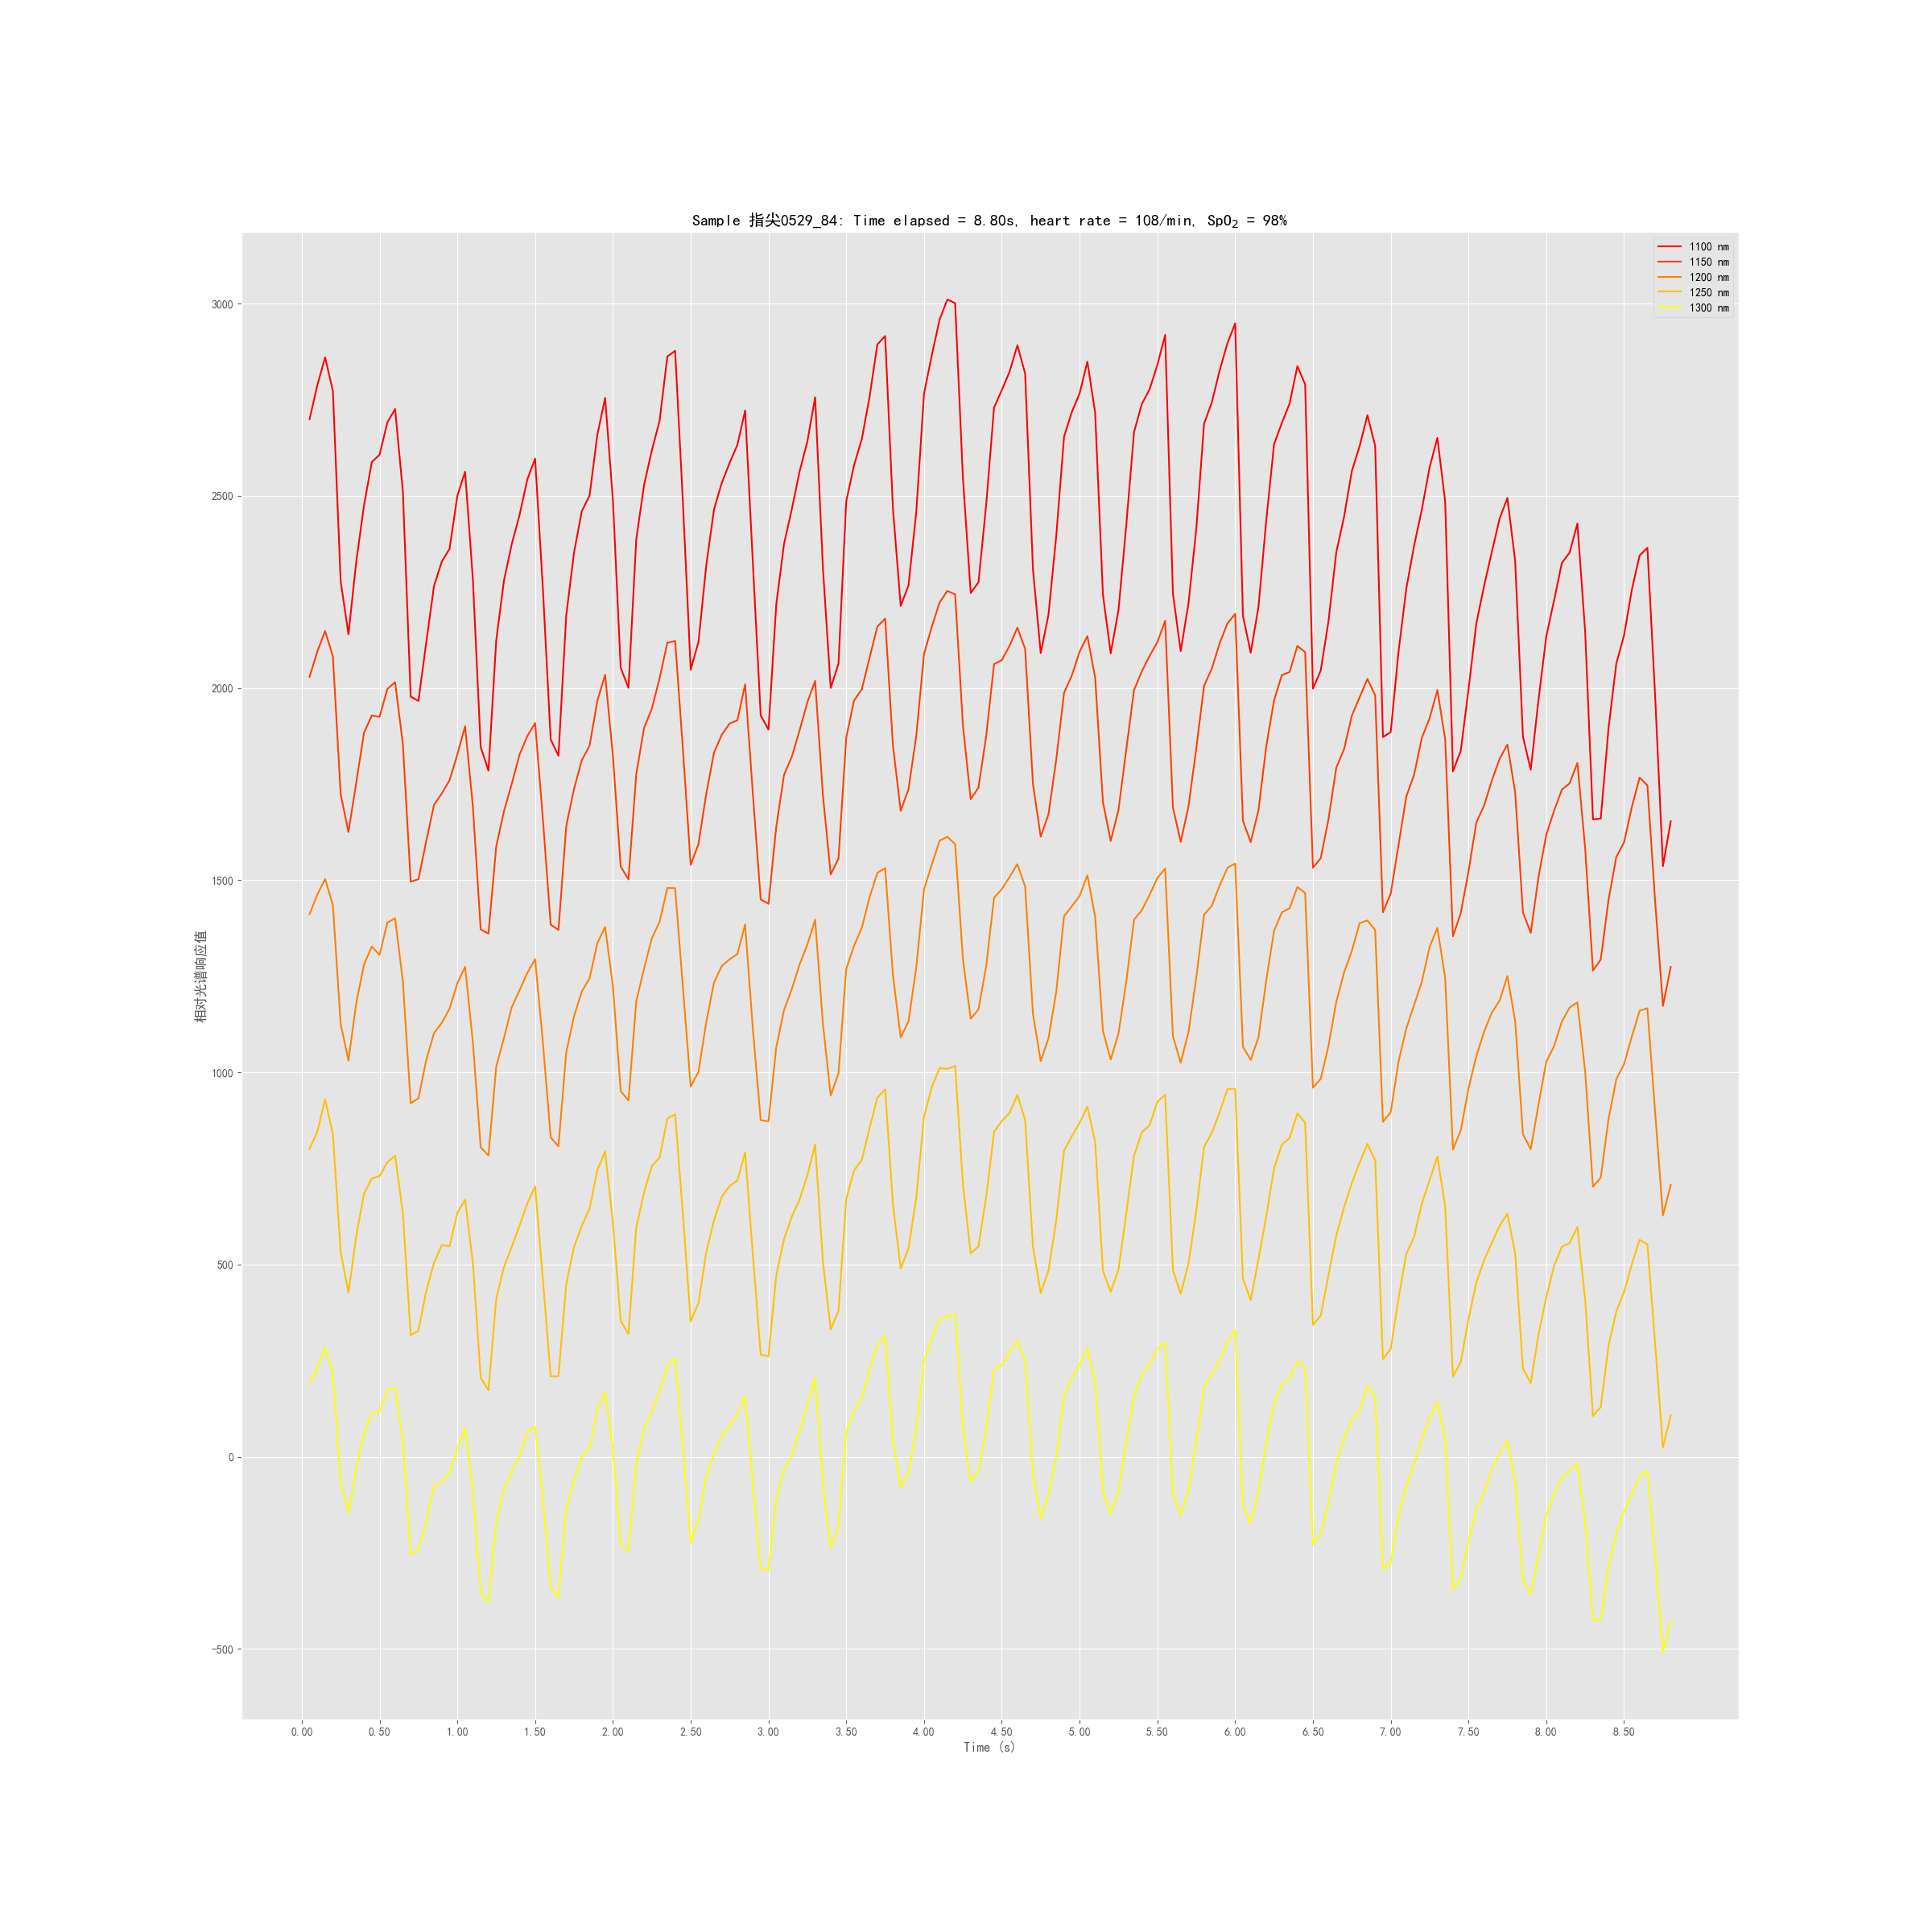 Sample 指尖0529_84: Time elapsed = 8.80s, heart rate = 108/min, SpO₂ = 98%
1100 nm
1150 nm
1200 nm
1250 nm
1300 nm
3000
2500
2000
1500
1000
500
0
−500
相对光谱响应值
0.00 0.50 1.00 1.50 2.00 2.50 3.00 3.50 4.00 4.50 5.00 5.50 6.00 6.50 7.00 7.50 8.00 8.50
Time (s)